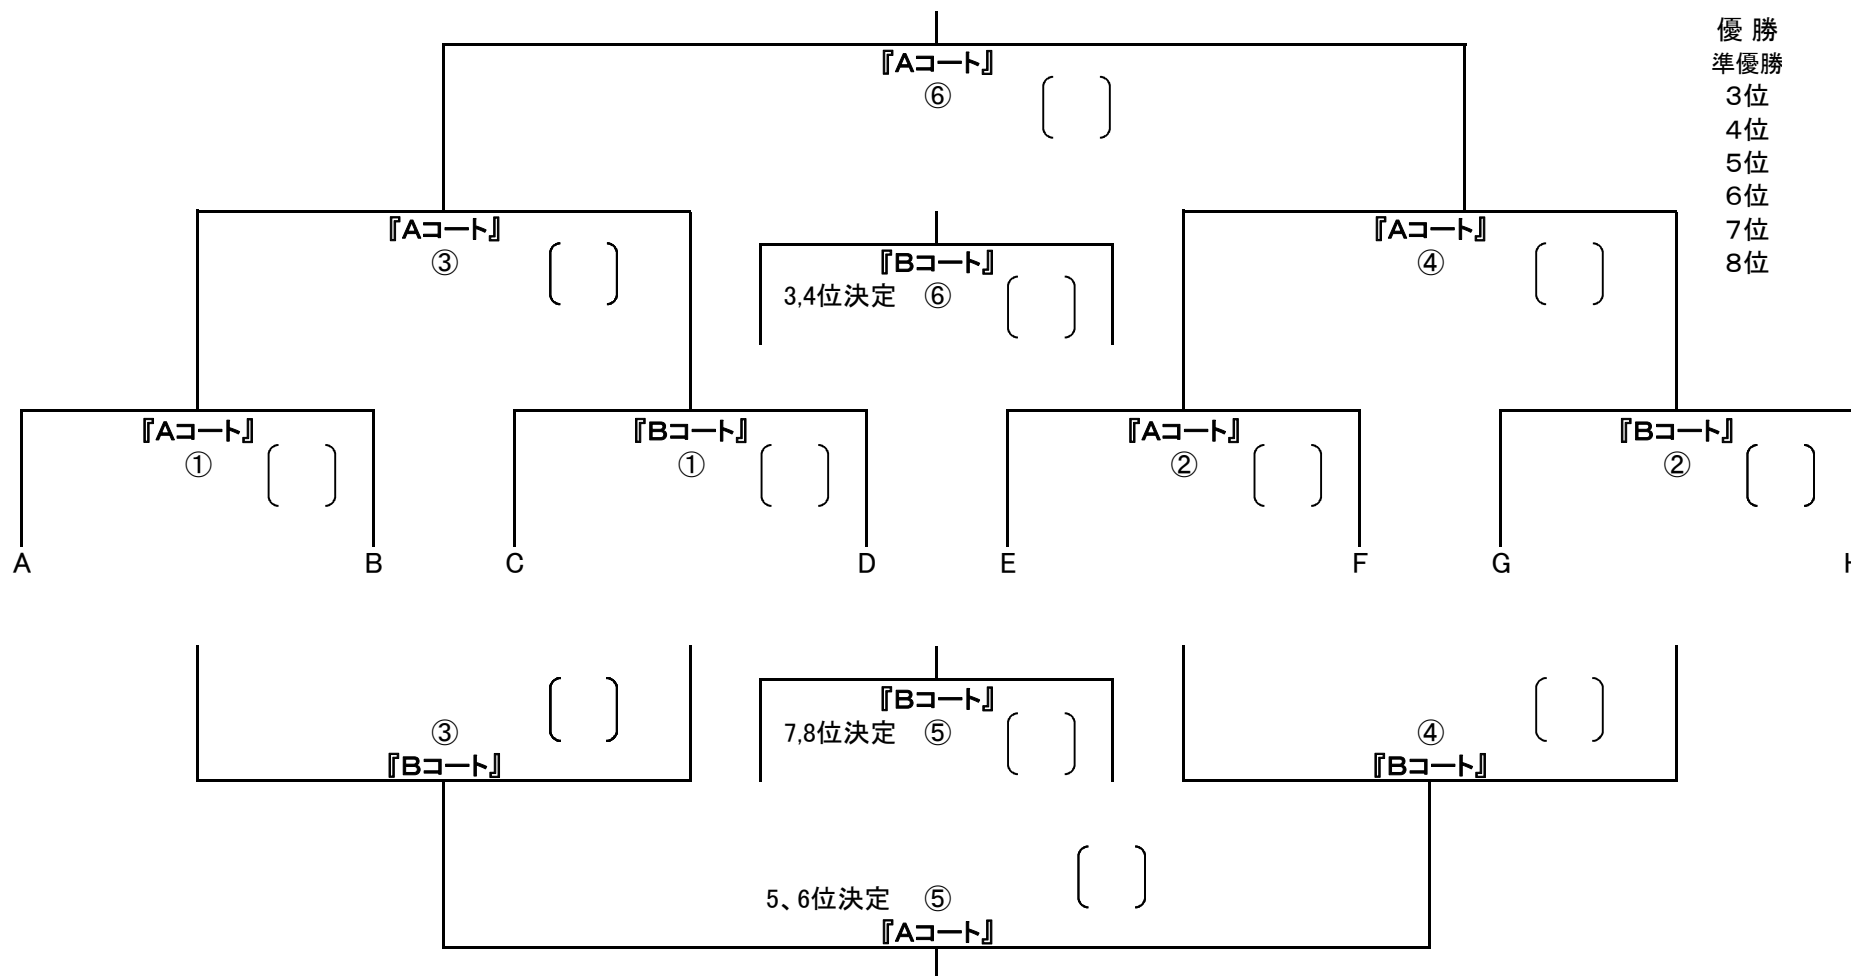 優 勝
『Aコート』
準優勝
⑥
3位
4位
5位
6位
『Aコート』
『Aコート』
7位
③
『Bコート』
④
8位
3,4位決定 ⑥
『Aコート』
『Bコート』
『Aコート』
『Bコート』
①
①
②
②
A
B
C
D
E
F
G
『Bコート』
③
7,8位決定 ⑤
④
『Bコート』
『Bコート』
5、6位決定 ⑤
『Aコート』